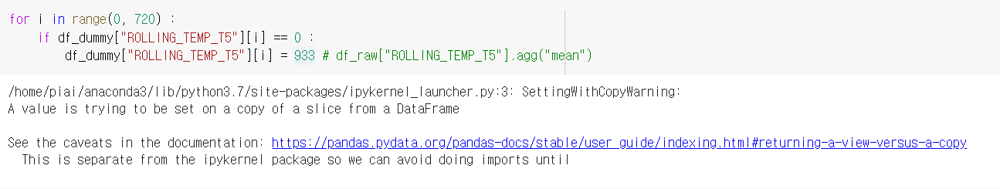 for i in range(0, 720) :
    if df_dummy["ROLLING_TEMP_T5"][i] == 0 :
        df_dummy["ROLLING_TEMP_T5"][i] = 933 # df_raw["ROLLING_TEMP_T5"].agg("mean")
/home/piai/anaconda3/lib/python3.7/site-packages/ipykernel_launcher.py:3: SettingWithCopyWarning:
A value is trying to be set on a copy of a slice from a DataFrame
See the caveats in the documentation: https://pandas.pydata.org/pandas-docs/stable/user_guide/indexing.html#returning-a-view-versus-a-copy
  This is separate from the ipykernel package so we can avoid doing imports until